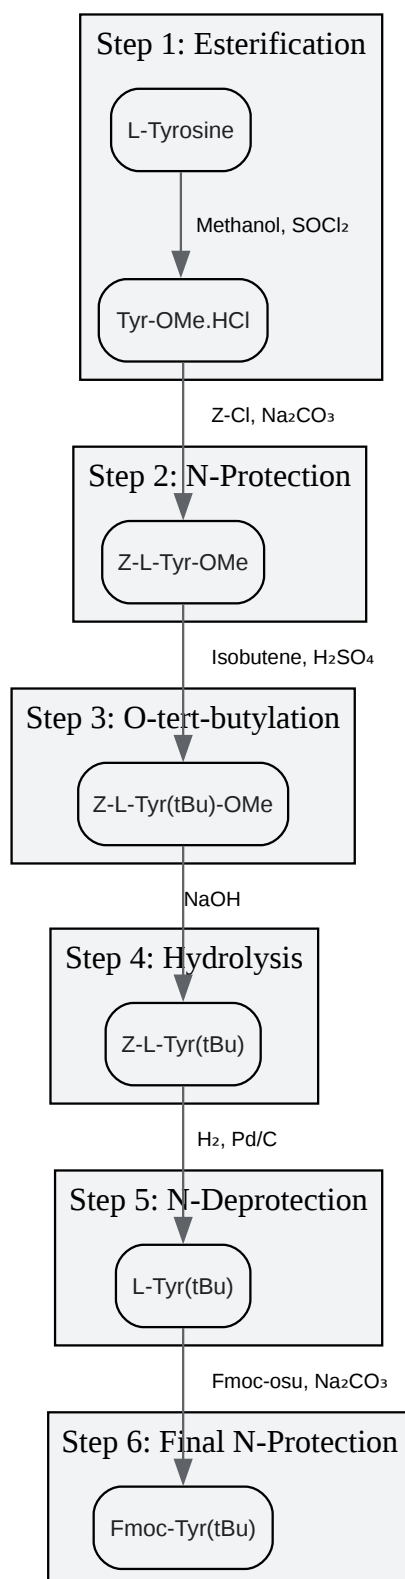 Step 1: Esterification
L-Tyrosine
Methanol, SOCl₂
Tyr-OMe.HCl
Z-Cl, Na₂CO₃
Step 2: N-Protection
Z-L-Tyr-OMe
Isobutene, H₂SO₄
Step 3: O-tert-butylation
Z-L-Tyr(tBu)-OMe
NaOH
Step 4: Hydrolysis
Z-L-Tyr(tBu)
H₂, Pd/C
Step 5: N-Deprotection
L-Tyr(tBu)
Fmoc-osu, Na₂CO₃
Step 6: Final N-Protection
Fmoc-Tyr(tBu)